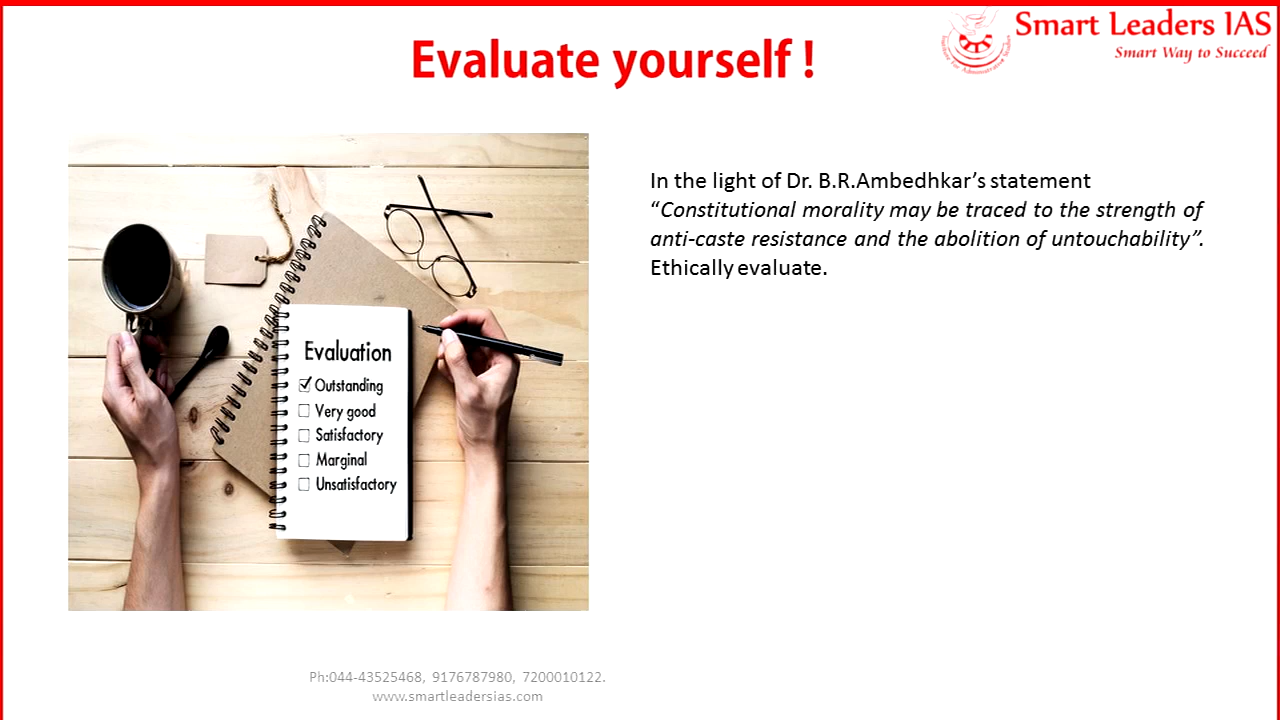 Smart Leaders IAS
Smart Way to Succeed
Evaluate yourself !
In the light of Dr. B.R.Ambedhkar’s statement
“Constitutional morality may be traced to the strength of
anti-caste resistance and the abolition of untouchability”.
Ethically evaluate.
Evaluation
Outstanding
Very good
Satisfactory
Marginal
Unsatisfactory
Ph:044-43525468, 9176787980, 7200010122.
www.smartleadersias.com